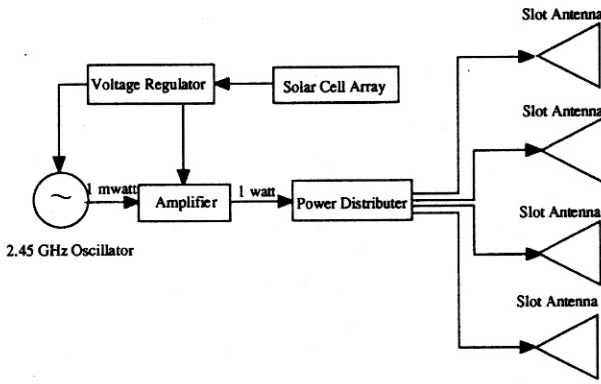 Slot Antenna
Voltage Regulator
Solar Cell Array
Slot Antenna
1 mwatt
Amplifier
1 watt
Power Distributer
Slot Antenna
2.45 GHz Oscillator
Slot Antenna